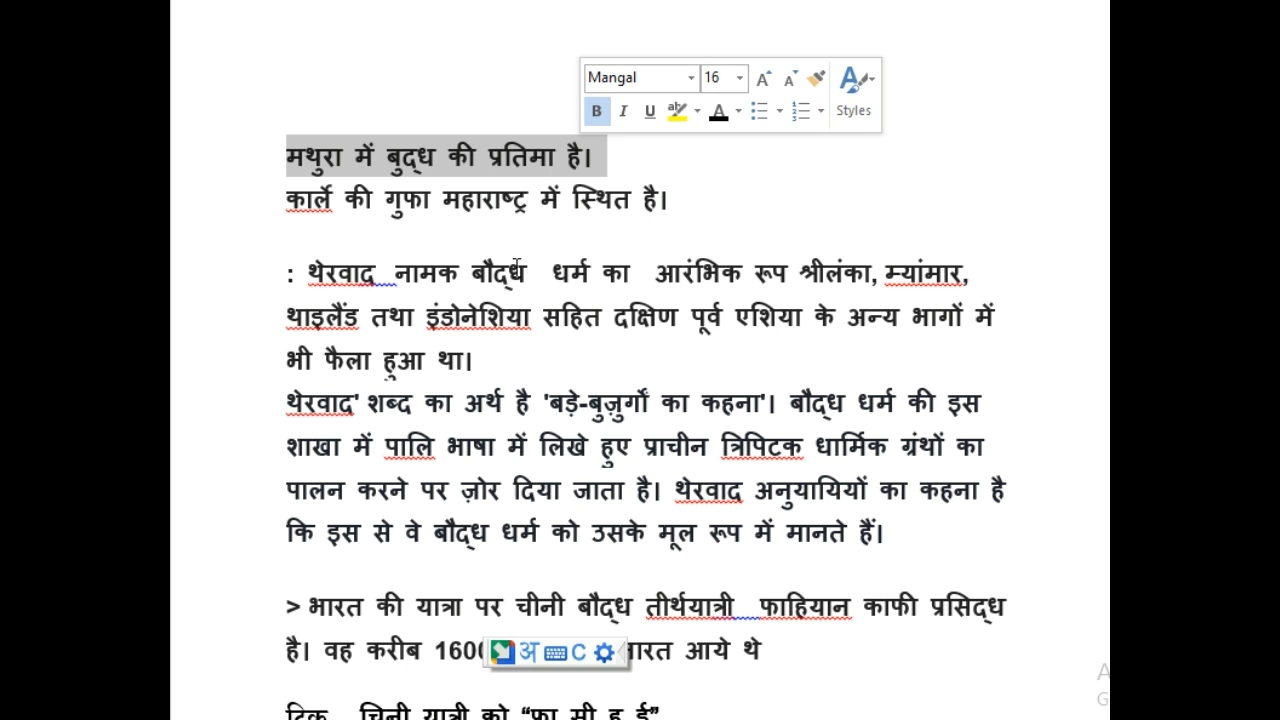 Mangal 16
B I U Styles
मथुरा में बुद्ध की प्रतिमा है।
कार्ले की गुफा महाराष्ट्र में स्थित है।
: थेरवाद नामक बौद्ध धर्म का आरंभिक रूप श्रीलंका, म्यांमार,
थाइलैंड तथा इंडोनेशिया सहित दक्षिण पूर्व एशिया के अन्य भागों में
भी फैला हुआ था।
थेरवाद' शब्द का अर्थ है 'बड़े-बुज़ुर्गों का कहना'। बौद्ध धर्म की इस
शाखा में पालि भाषा में लिखे हुए प्राचीन त्रिपिटक धार्मिक ग्रंथों का
पालन करने पर ज़ोर दिया जाता है। थेरवाद अनुयायियों का कहना है
कि इस से वे बौद्ध धर्म को उसके मूल रूप में मानते हैं।
> भारत की यात्रा पर चीनी बौद्ध तीर्थयात्री फाहियान काफी प्रसिद्ध
है। वह करीब 160 अ C आये थे
चिनी यात्री को